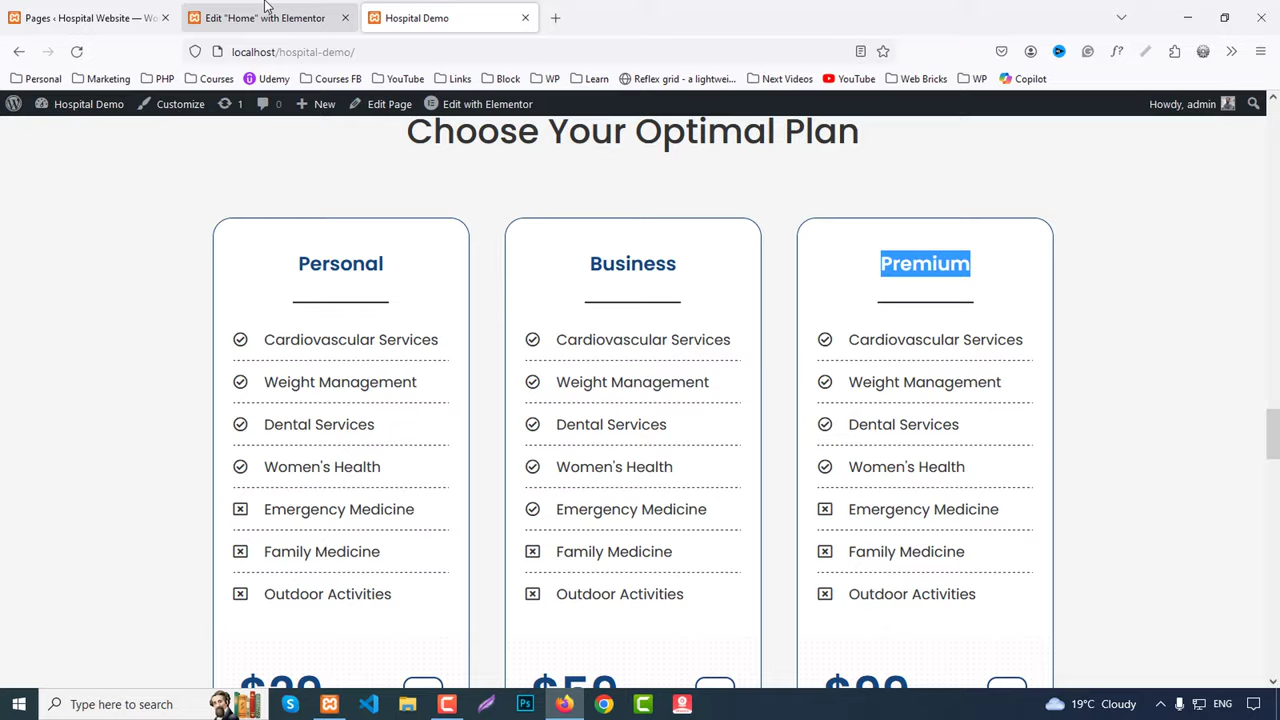 Pages ‹ Hospital Website — Wo
Edit "Home" with Elementor
Hospital Demo
localhost/hospital-demo/
Personal
Marketing
PHP
Courses
Udemy
Courses FB
YouTube
Links
Block
WP
Learn
Reflex grid - a lightwei...
Next Videos
YouTube
Web Bricks
WP
Copilot
Hospital Demo
Customize
1
0
New
Edit Page
Edit with Elementor
Howdy, admin
Choose Your Optimal Plan
Personal
Cardiovascular Services
Weight Management
Dental Services
Women's Health
Emergency Medicine
Family Medicine
Outdoor Activities
Business
Cardiovascular Services
Weight Management
Dental Services
Women's Health
Emergency Medicine
Family Medicine
Outdoor Activities
Premium
Cardiovascular Services
Weight Management
Dental Services
Women's Health
Emergency Medicine
Family Medicine
Outdoor Activities
Type here to search
19°C Cloudy
ENG